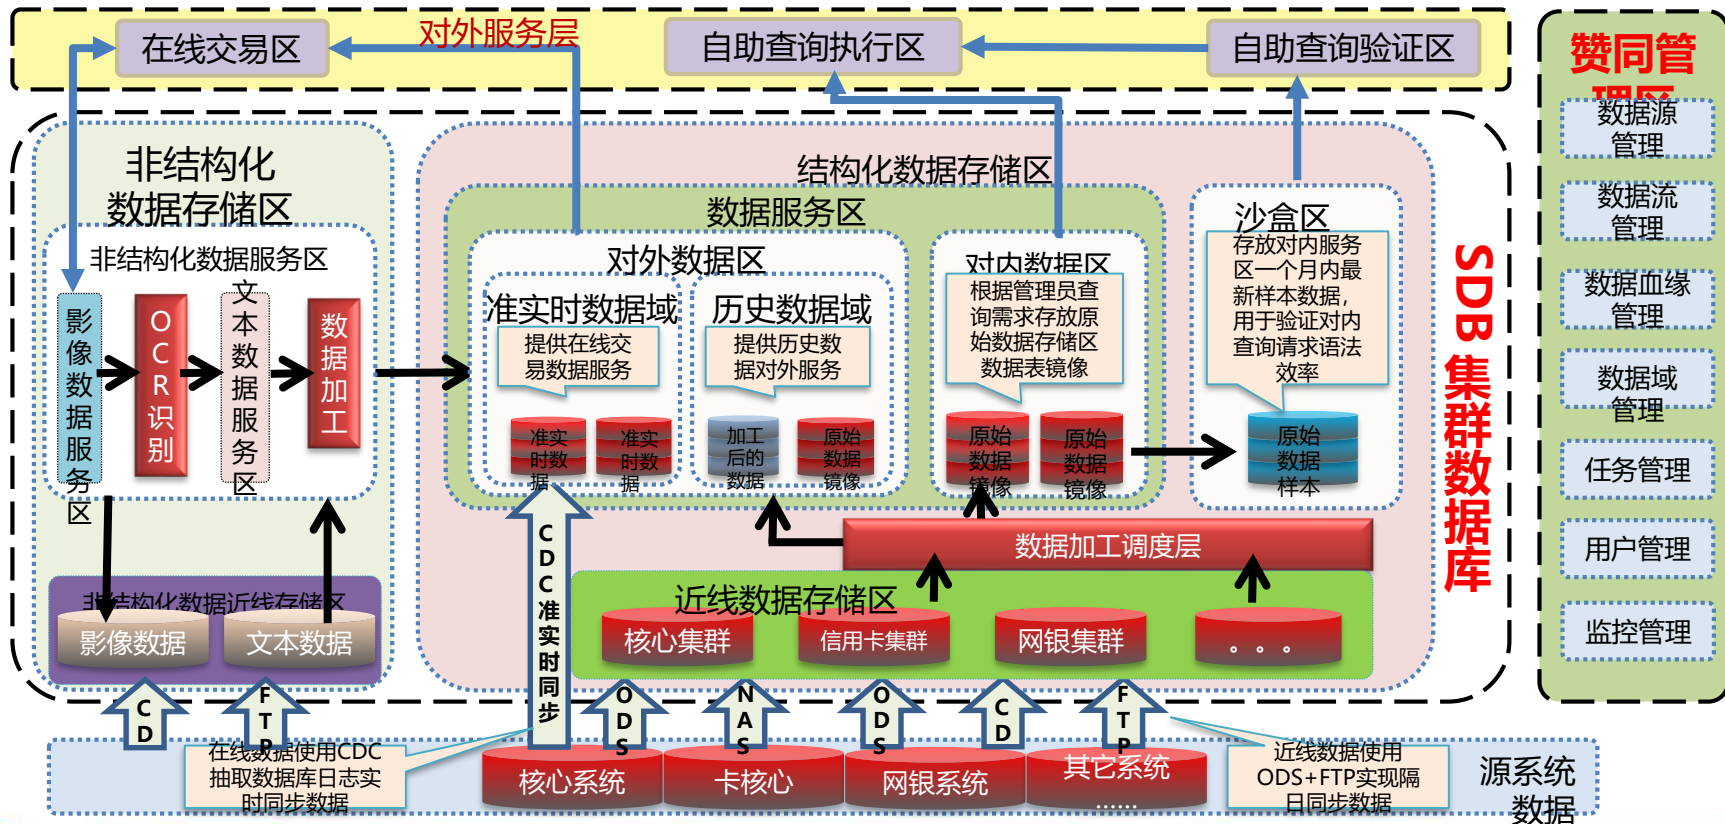 对外服务层
在线交易区
自助查询执行区
自助查询验证区
赞同管
理区
数据源
管理
数据流
管理
数据血缘
管理
数据域
管理
任务管理
用户管理
监控管理
SDB集群数据库
非结构化
数据存储区
非结构化数据服务区
影像数据服务区
OCR识别
文本数据服务区
数据加工
非结构化数据近线存储区
影像数据
文本数据
结构化数据存储区
数据服务区
对外数据区
准实时数据域
提供在线交
易数据服务
准实
时数
据
准实
时数
据
历史数据域
提供历史数
据对外服务
加工
后的
数据
原始
数据
镜像
对内数据区
根据管理员查
询需求存放原
始数据存储区
数据表镜像
原始
数据
镜像
原始
数据
镜像
沙盒区
存放对内服务
区一个月内最
新样本数据，
用于验证对内
查询请求语法
效率
原始
数据
样本
数据加工调度层
近线数据存储区
核心集群
信用卡集群
网银集群
。。。
CD
FTP
CDC准实时同步
ODS
NAS
ODS
CD
FTP
在线数据使用CDC
抽取数据库日志实
时同步数据
核心系统
卡核心
网银系统
其它系统
……
近线数据使用
ODS+FTP实现隔
日同步数据
源系统
数据